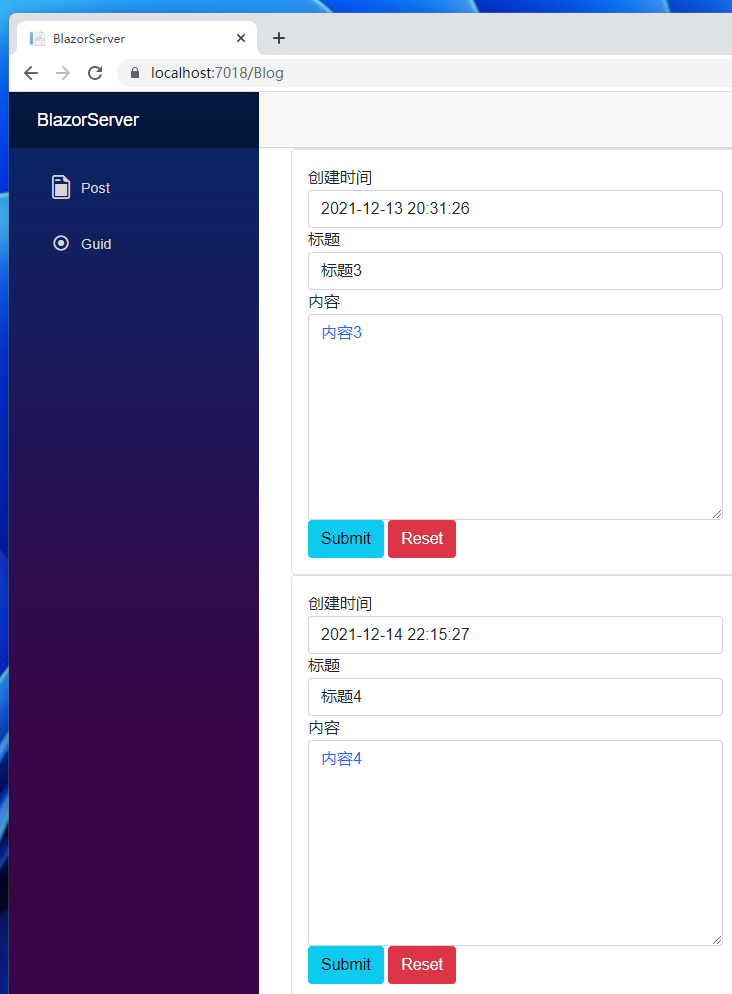 BlazorServer
localhost:7018/Blog
BlazorServer
Post
Guid
创建时间
2021-12-13 20:31:26
标题
标题3
内容
内容3
Submit Reset
创建时间
2021-12-14 22:15:27
标题
标题4
内容
内容4
Submit Reset